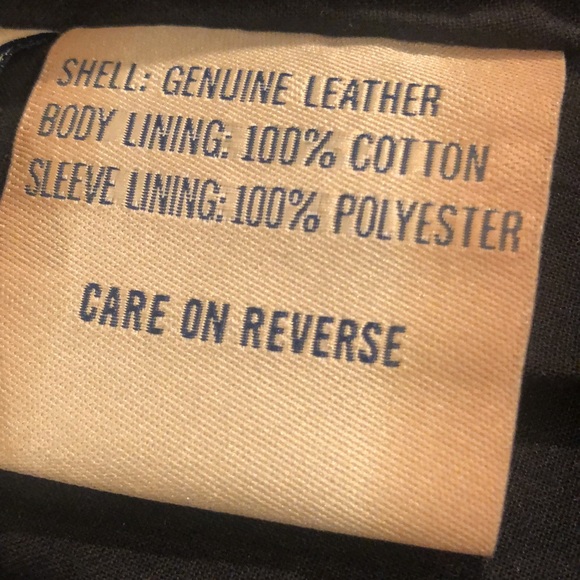 SHELL: GENUINE LEATHER
BODY LINING: 100% COTTON
SLEEVE LINING: 100% POLYESTER
CARE ON REVERSE